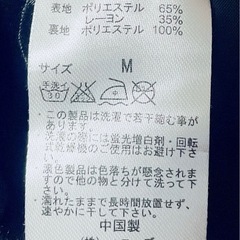 表地 ポリエステル 65%
レーヨン 35%
裏地 ポリエステル 100%
サイズ M
手洗イ
30
・この製品は洗濯で若干縮む事が
あります。
濯には蛍光増白剤・回転
式乾燥機のご使用はお避け下さ
い。
・濃色製品は色落ちが懸念されま
すので他の物と分けて洗って下
さい。
・濡れたままで長時間放置せず、
速やかに干して下さい。
中国製